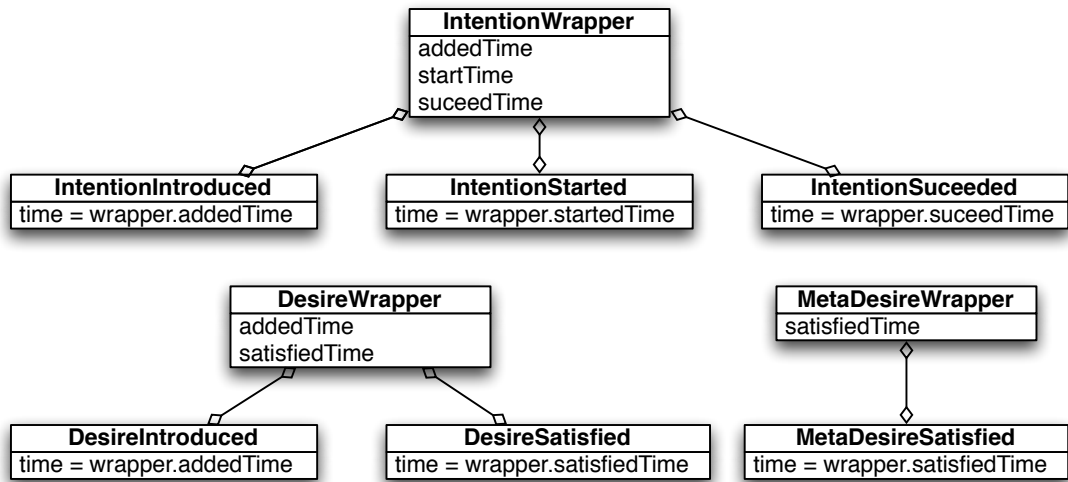 IntentionWrapper
addedTime
startTime
suceedTime
IntentionIntroduced
time = wrapper.addedTime
IntentionStarted
time = wrapper.startedTime
IntentionSuceeded
time = wrapper.suceedTime
DesireWrapper
addedTime
satisfiedTime
MetaDesireWrapper
satisfiedTime
DesireIntroduced
time = wrapper.addedTime
DesireSatisfied
time = wrapper.satisfiedTime
MetaDesireSatisfied
time = wrapper.satisfiedTime